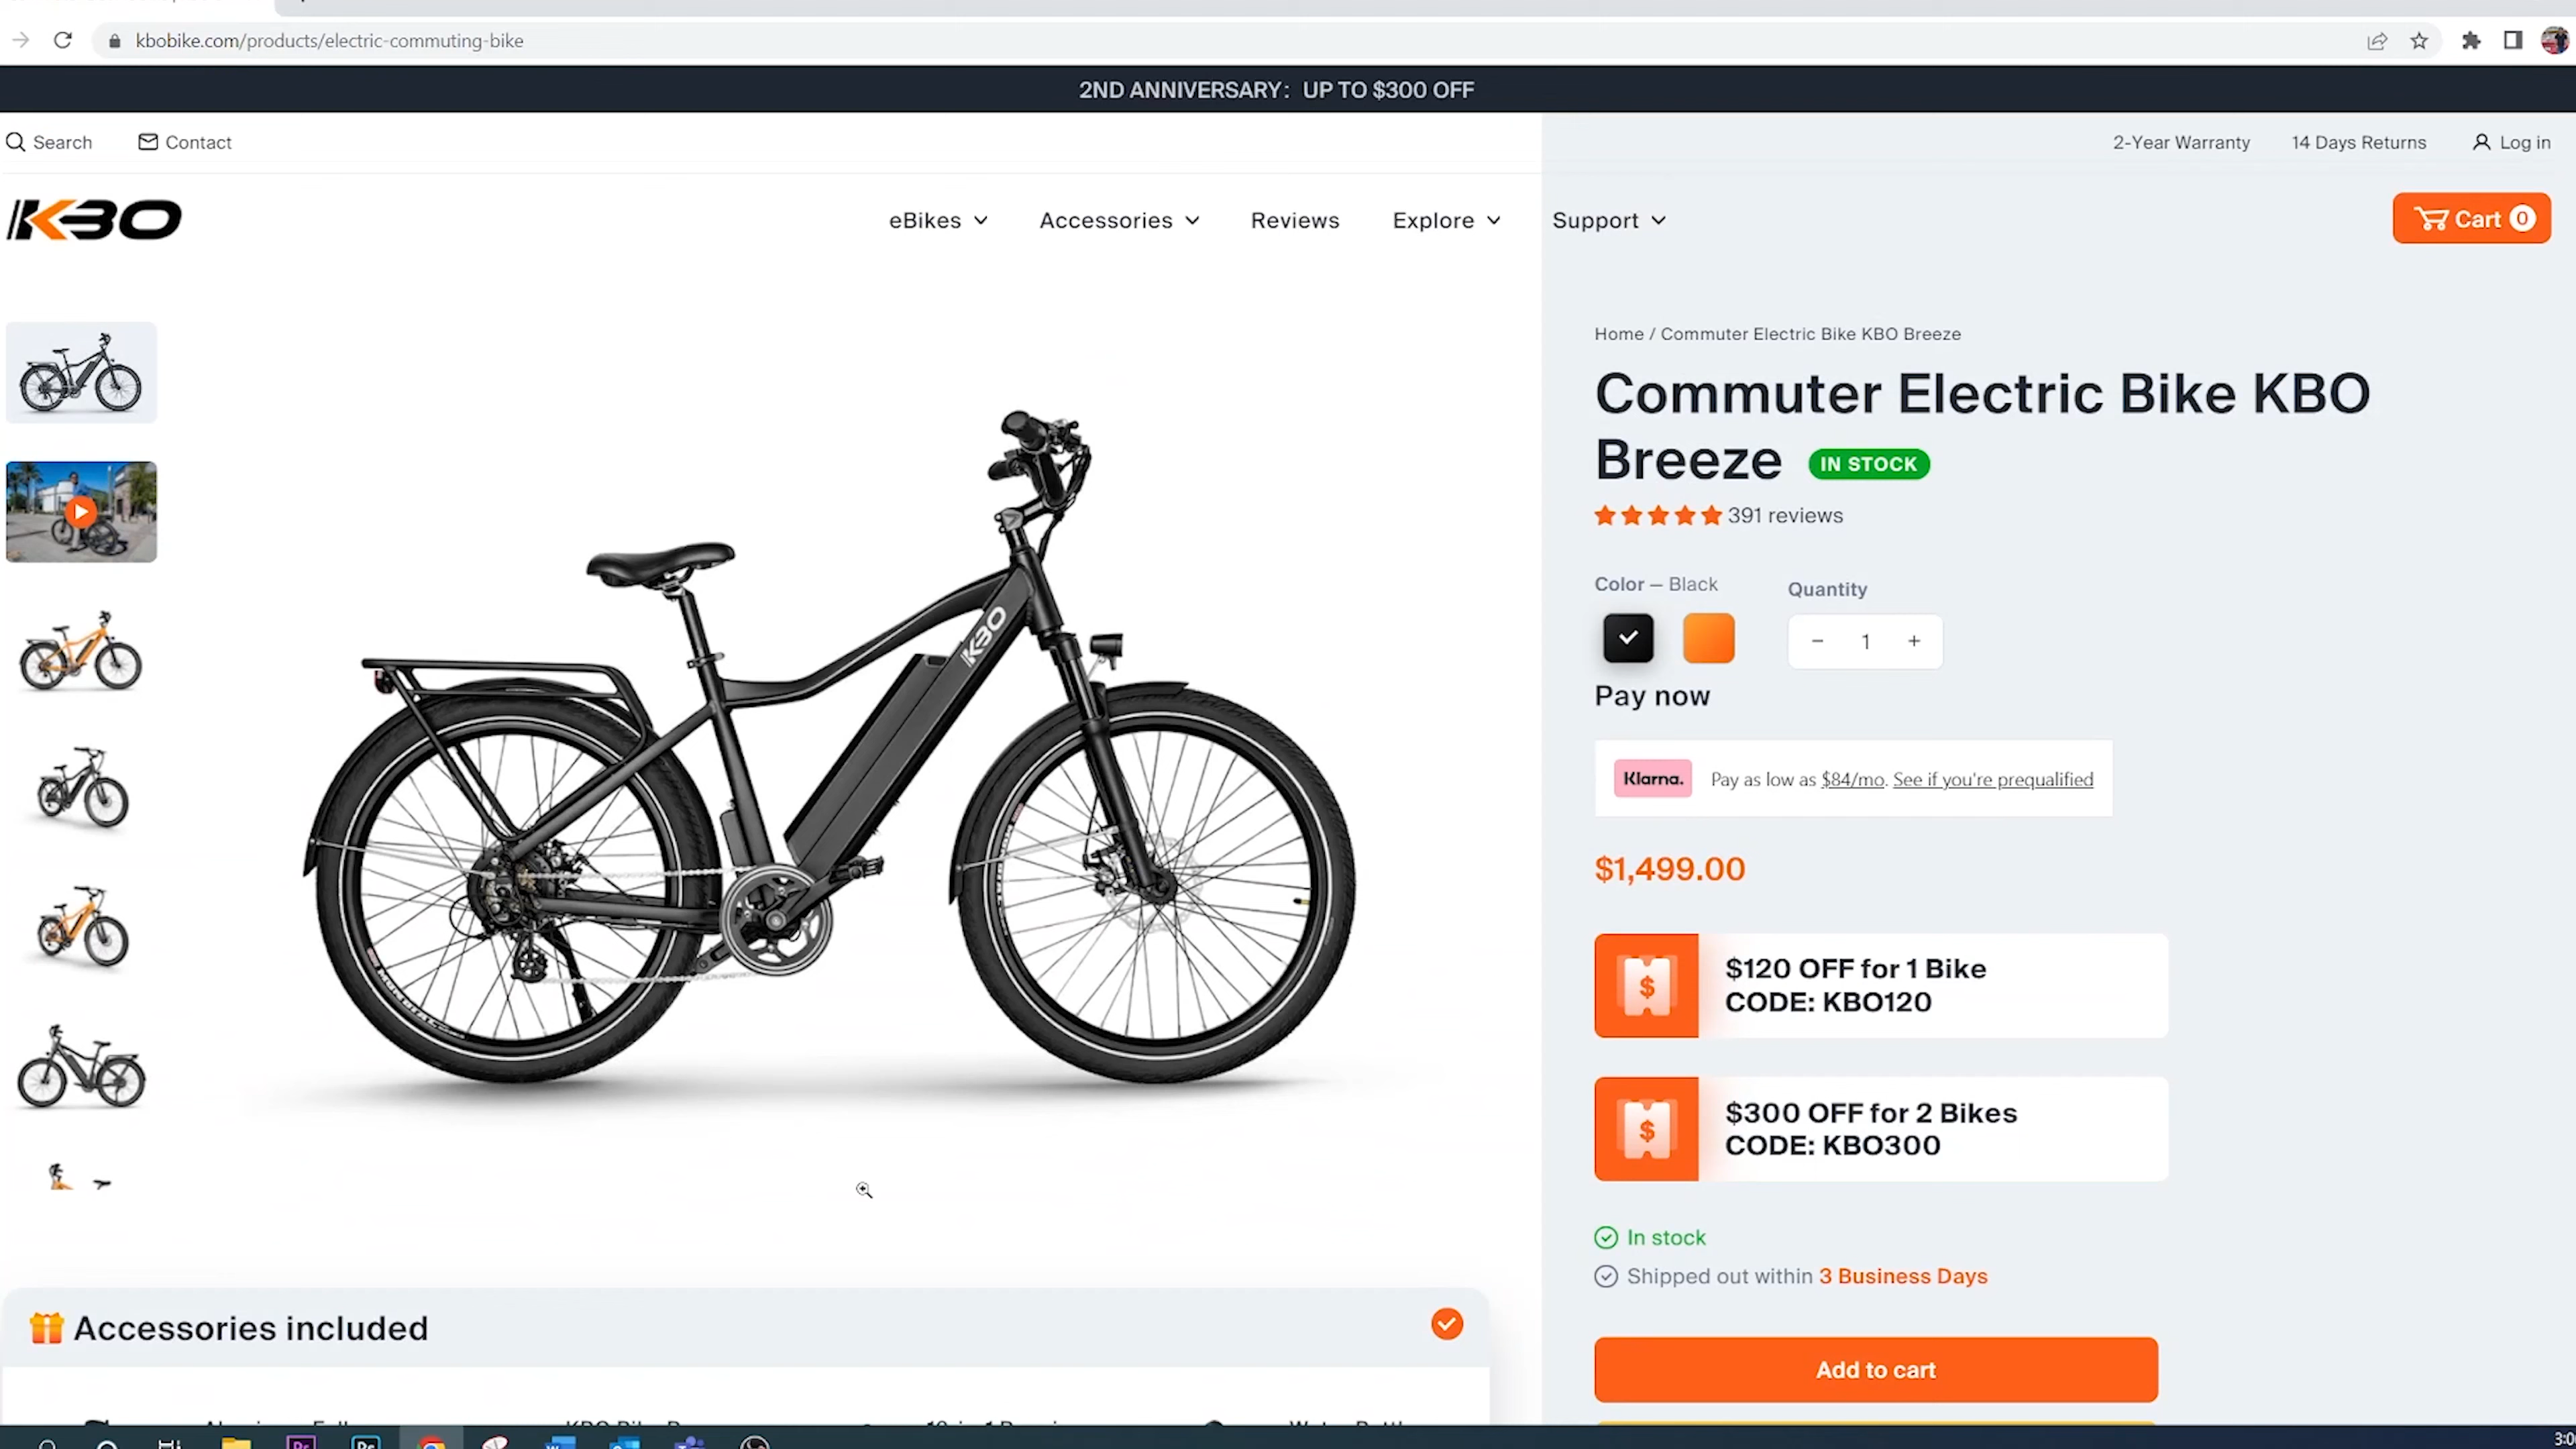 kbobike.com/products/electric-commuting-bike
2ND ANNIVERSARY: UP TO $300 OFF
Search
Contact
2-Year Warranty
14 Days Returns
Log in
KBO
eBikes
Accessories
Reviews
Explore
Support
Cart 0
Home / Commuter Electric Bike KBO Breeze
Commuter Electric Bike KBO
Breeze IN STOCK
391 reviews
Color — Black
Quantity
− 1 +
Pay now
Klarna. Pay as low as $84/mo. See if you're prequalified
$1,499.00
$120 OFF for 1 Bike
CODE: KBO120
$300 OFF for 2 Bikes
CODE: KBO300
In stock
Shipped out within 3 Business Days
Add to cart
KBO
Accessories included